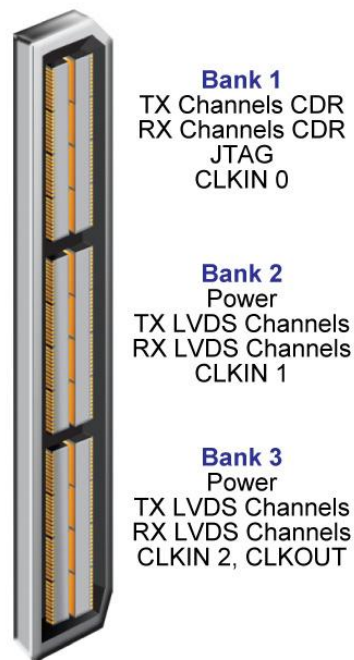 Bank 1
TX Channels CDR
RX Channels CDR
JTAG
CLKIN 0
Bank 2
Power
TX LVDS Channels
RX LVDS Channels
CLKIN 1
Bank 3
Power
TX LVDS Channels
RX LVDS Channels
CLKIN 2, CLKOUT